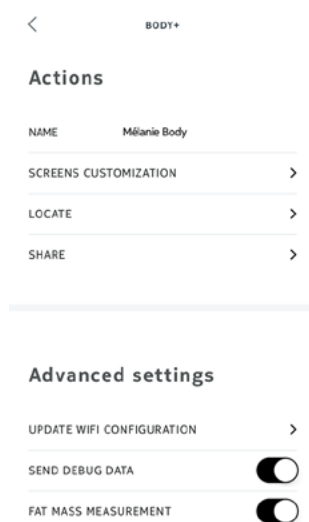 BODY+
Actions
NAME Mélanie Body
SCREENS CUSTOMIZATION
LOCATE
SHARE
Advanced settings
UPDATE WIFI CONFIGURATION
SEND DEBUG DATA
FAT MASS MEASUREMENT